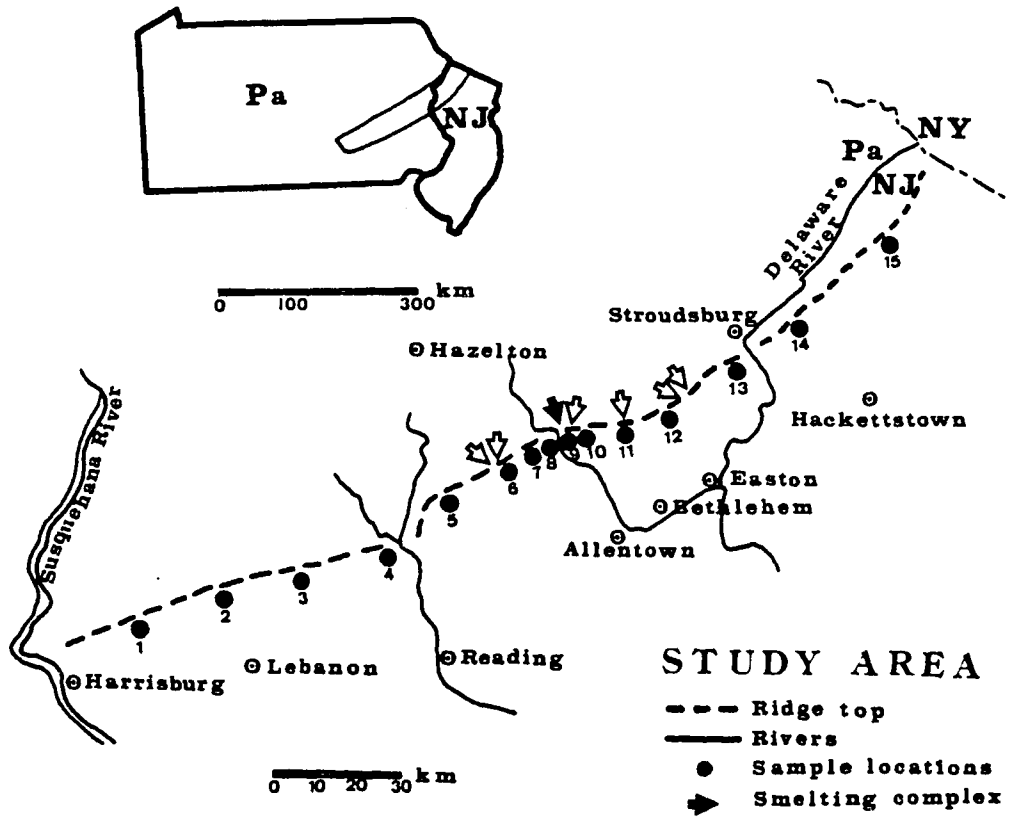 Pa
NJ
0 100 300 km
NY
Pa
NJ
Delaware
River
15
Stroudsburg
14
Hazelton
13
Hackettstown
12
11
10
9
8
7
6
5
Easton
Bethlehem
Allentown
Susquehana River
4
3
2
1
Harrisburg
Lebanon
Reading
STUDY AREA
Ridge top
Rivers
Sample locations
Smelting complex
0 10 20 30 km